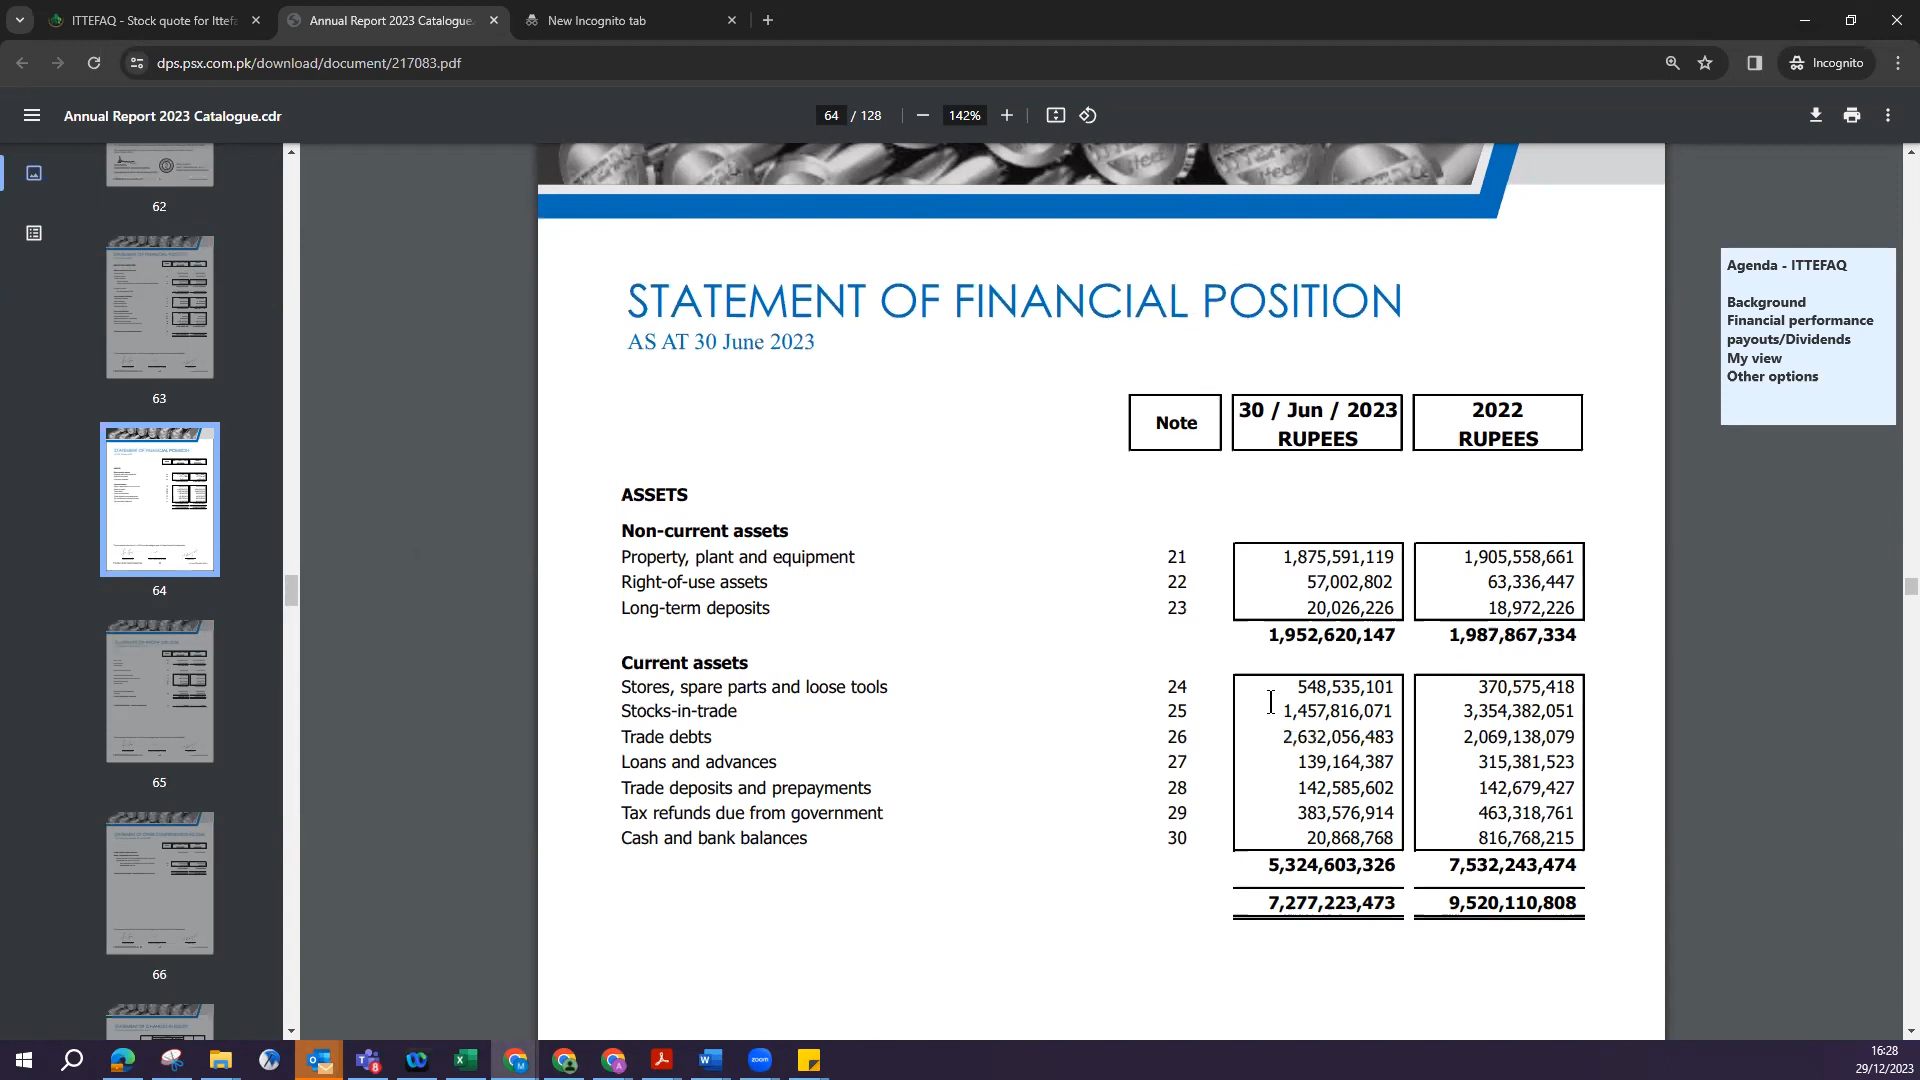 ITTEFAQ - Stock quote for Ittefa
Annual Report 2023 Catalogue.
New Incognito tab
dps.psx.com.pk/download/document/217083.pdf
Incognito
Annual Report 2023 Catalogue.cdr
64 / 128
142%
62
63
64
65
66
STATEMENT OF FINANCIAL POSITION
AS AT 30 June 2023
Note
30 / Jun / 2023
RUPEES
2022
RUPEES
ASSETS
Non-current assets
Property, plant and equipment 21 1,875,591,119 1,905,558,661
Right-of-use assets 22 57,002,802 63,336,447
Long-term deposits 23 20,026,226 18,972,226
1,952,620,147 1,987,867,334
Current assets
Stores, spare parts and loose tools 24 548,535,101 370,575,418
Stocks-in-trade 25 1,457,816,071 3,354,382,051
Trade debts 26 2,632,056,483 2,069,138,079
Loans and advances 27 139,164,387 315,381,523
Trade deposits and prepayments 28 142,585,602 142,679,427
Tax refunds due from government 29 383,576,914 463,318,761
Cash and bank balances 30 20,868,768 816,768,215
5,324,603,326 7,532,243,474
7,277,223,473 9,520,110,808
Agenda - ITTEFAQ
Background
Financial performance
payouts/Dividends
My view
Other options
zoom
16:28
29/12/2023